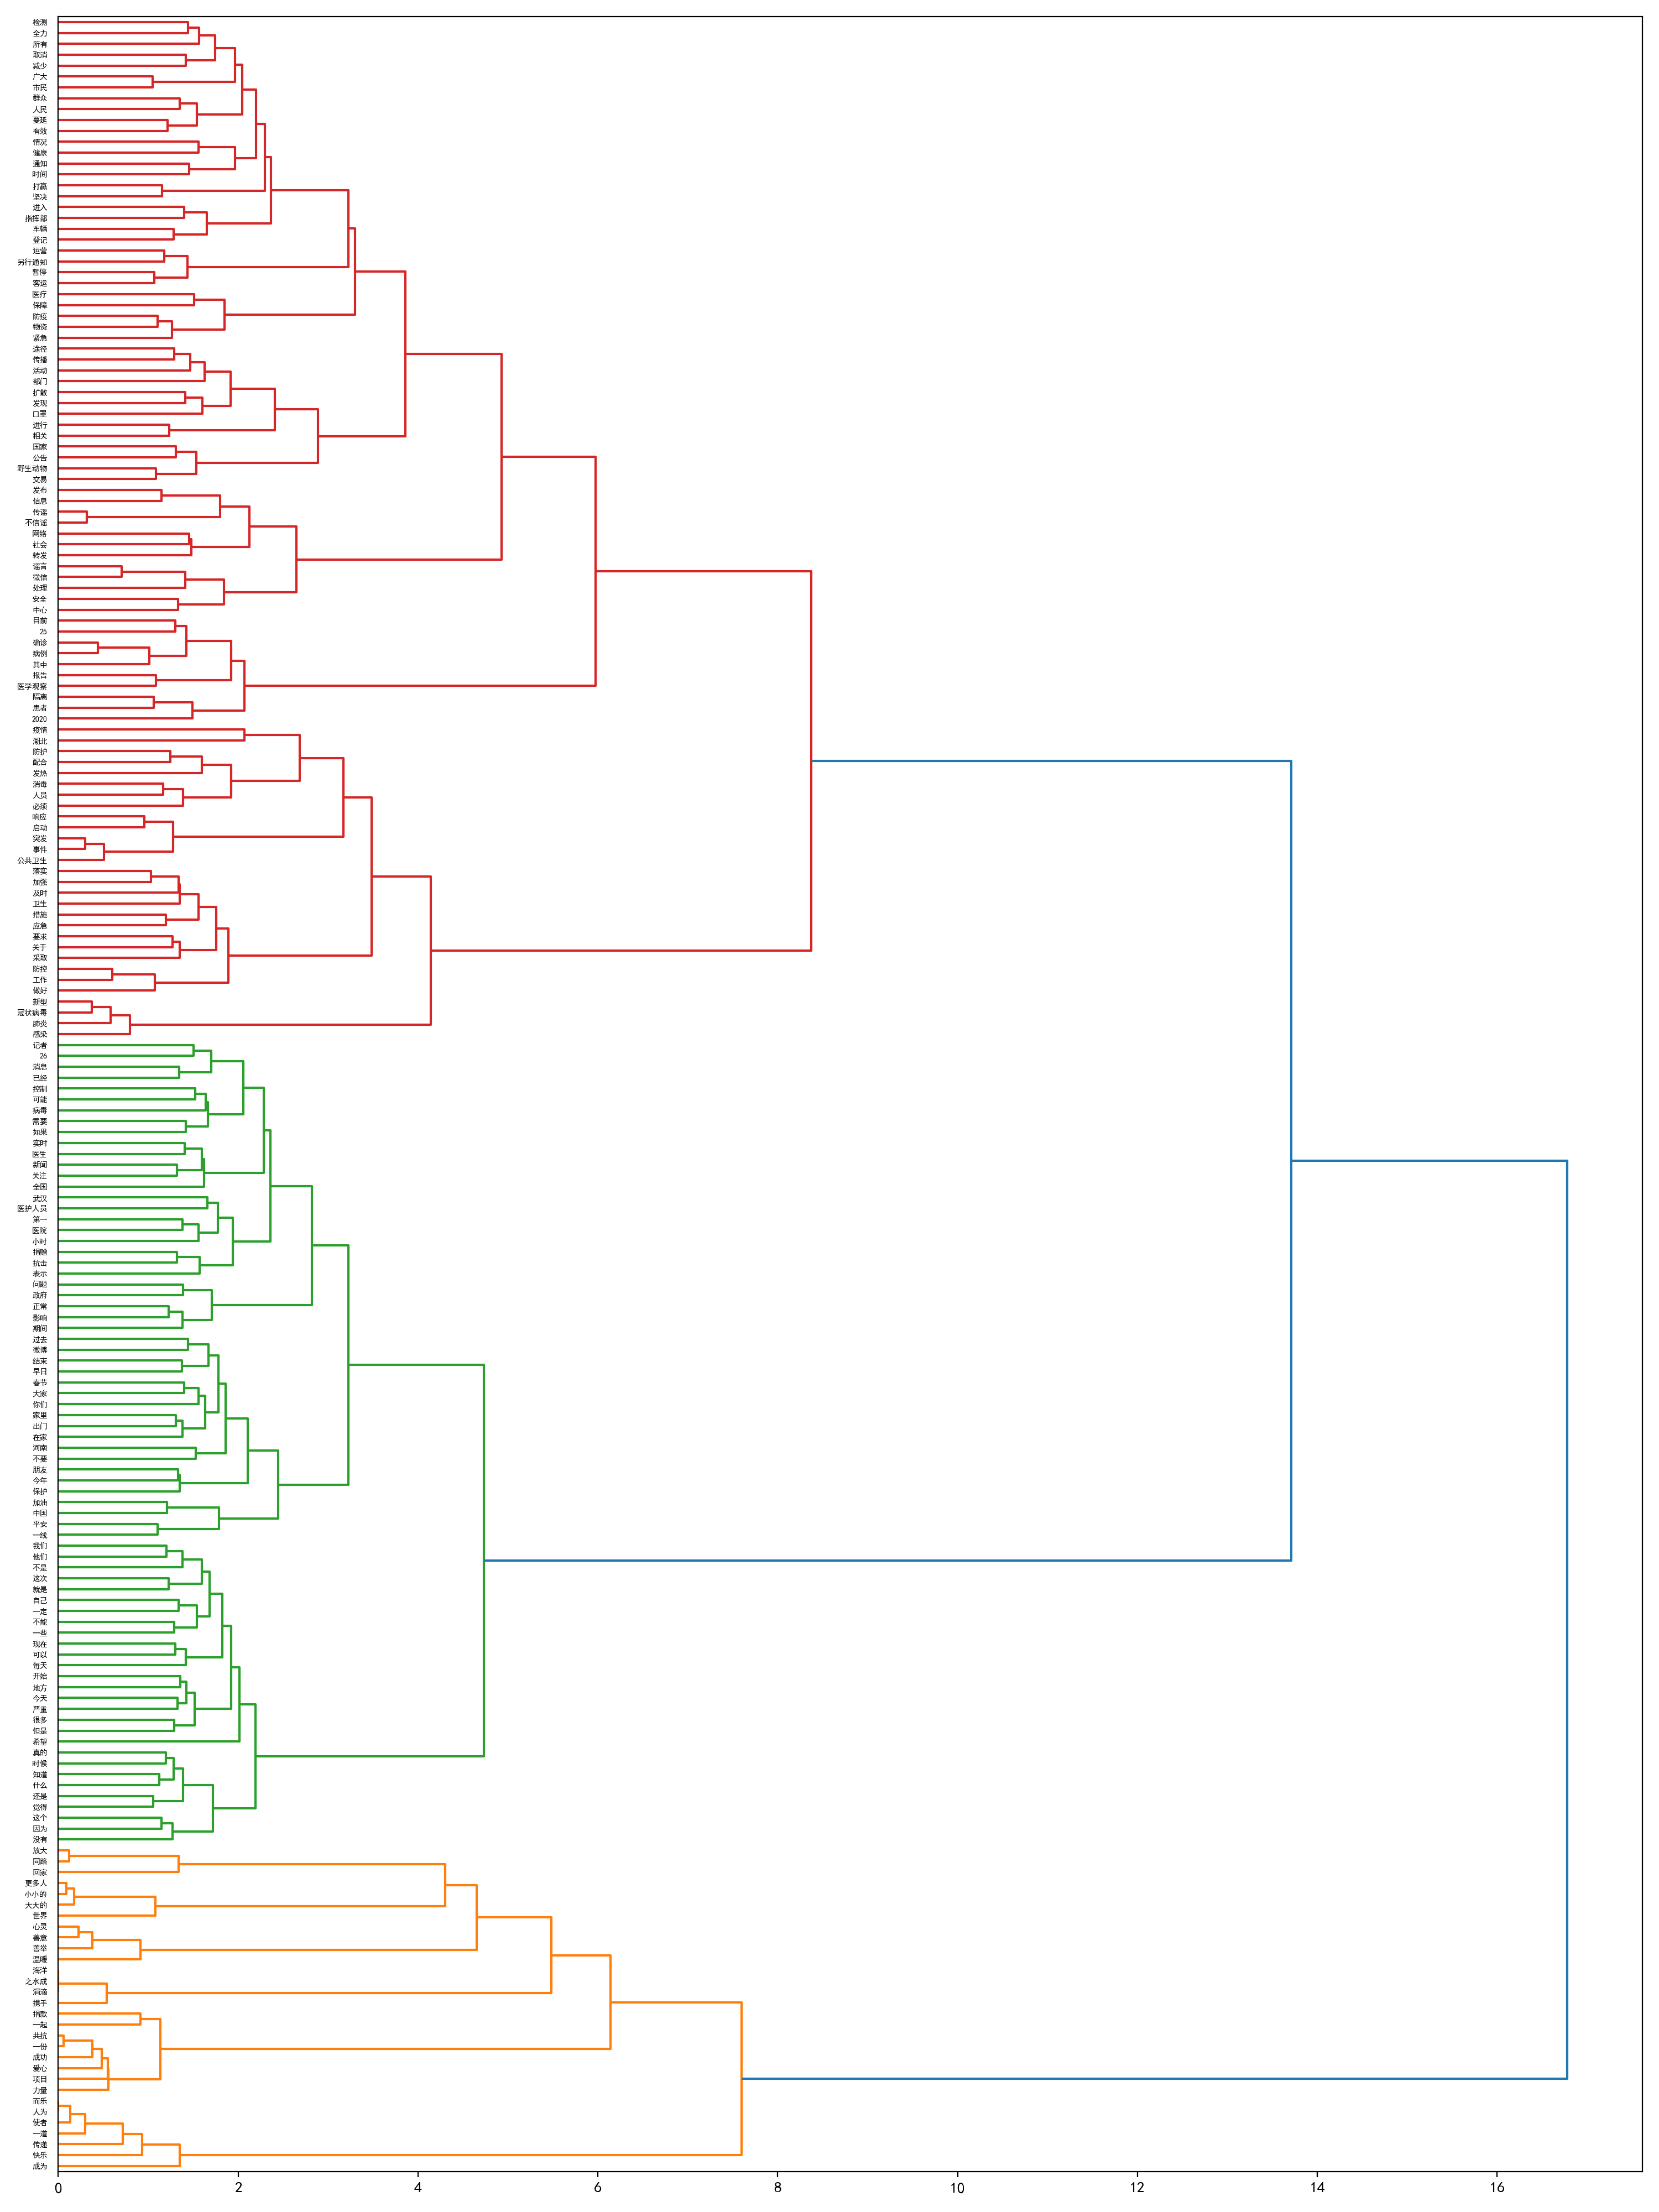 检测
全力
所有
取消
减少
广大
市民
群众
人民
蔓延
有效
情况
健康
通知
时间
打赢
坚决
进入
指挥部
车辆
登记
运营
另行通知
暂停
客运
医疗
保障
防疫
物资
紧急
途径
传播
活动
部门
扩散
发现
口罩
进行
相关
国家
公告
野生动物
交易
发布
信息
传谣
不信谣
网络
社会
转发
谣言
微信
处理
安全
中心
目前
25
确诊
病例
其中
报告
医学观察
隔离
患者
2020
疫情
湖北
防护
配合
发热
消毒
人员
必须
响应
启动
突发
事件
公共卫生
落实
加强
及时
卫生
措施
应急
要求
关于
采取
防控
工作
做好
新型
冠状病毒
肺炎
感染
记者
26
消息
已经
控制
可能
病毒
需要
如果
实时
医生
新闻
关注
全国
武汉
医护人员
第一
医院
小时
捐赠
抗击
表示
问题
政府
正常
影响
期间
过去
微博
结束
早日
春节
大家
你们
家里
出门
在家
河南
不要
朋友
今年
保护
加油
中国
平安
一线
我们
他们
不是
这次
就是
自己
一定
不能
一些
现在
可以
每天
开始
地方
今天
严重
很多
但是
希望
真的
时候
知道
什么
还是
觉得
这个
因为
没有
放大
同路
回家
更多人
小小的
大大的
世界
心灵
善意
善举
温暖
海洋
之水成
涓滴
携手
捐款
一起
共抗
一份
成功
爱心
项目
力量
而乐
人为
使者
一道
传递
快乐
成为
0 2 4 6 8 10 12 14 16